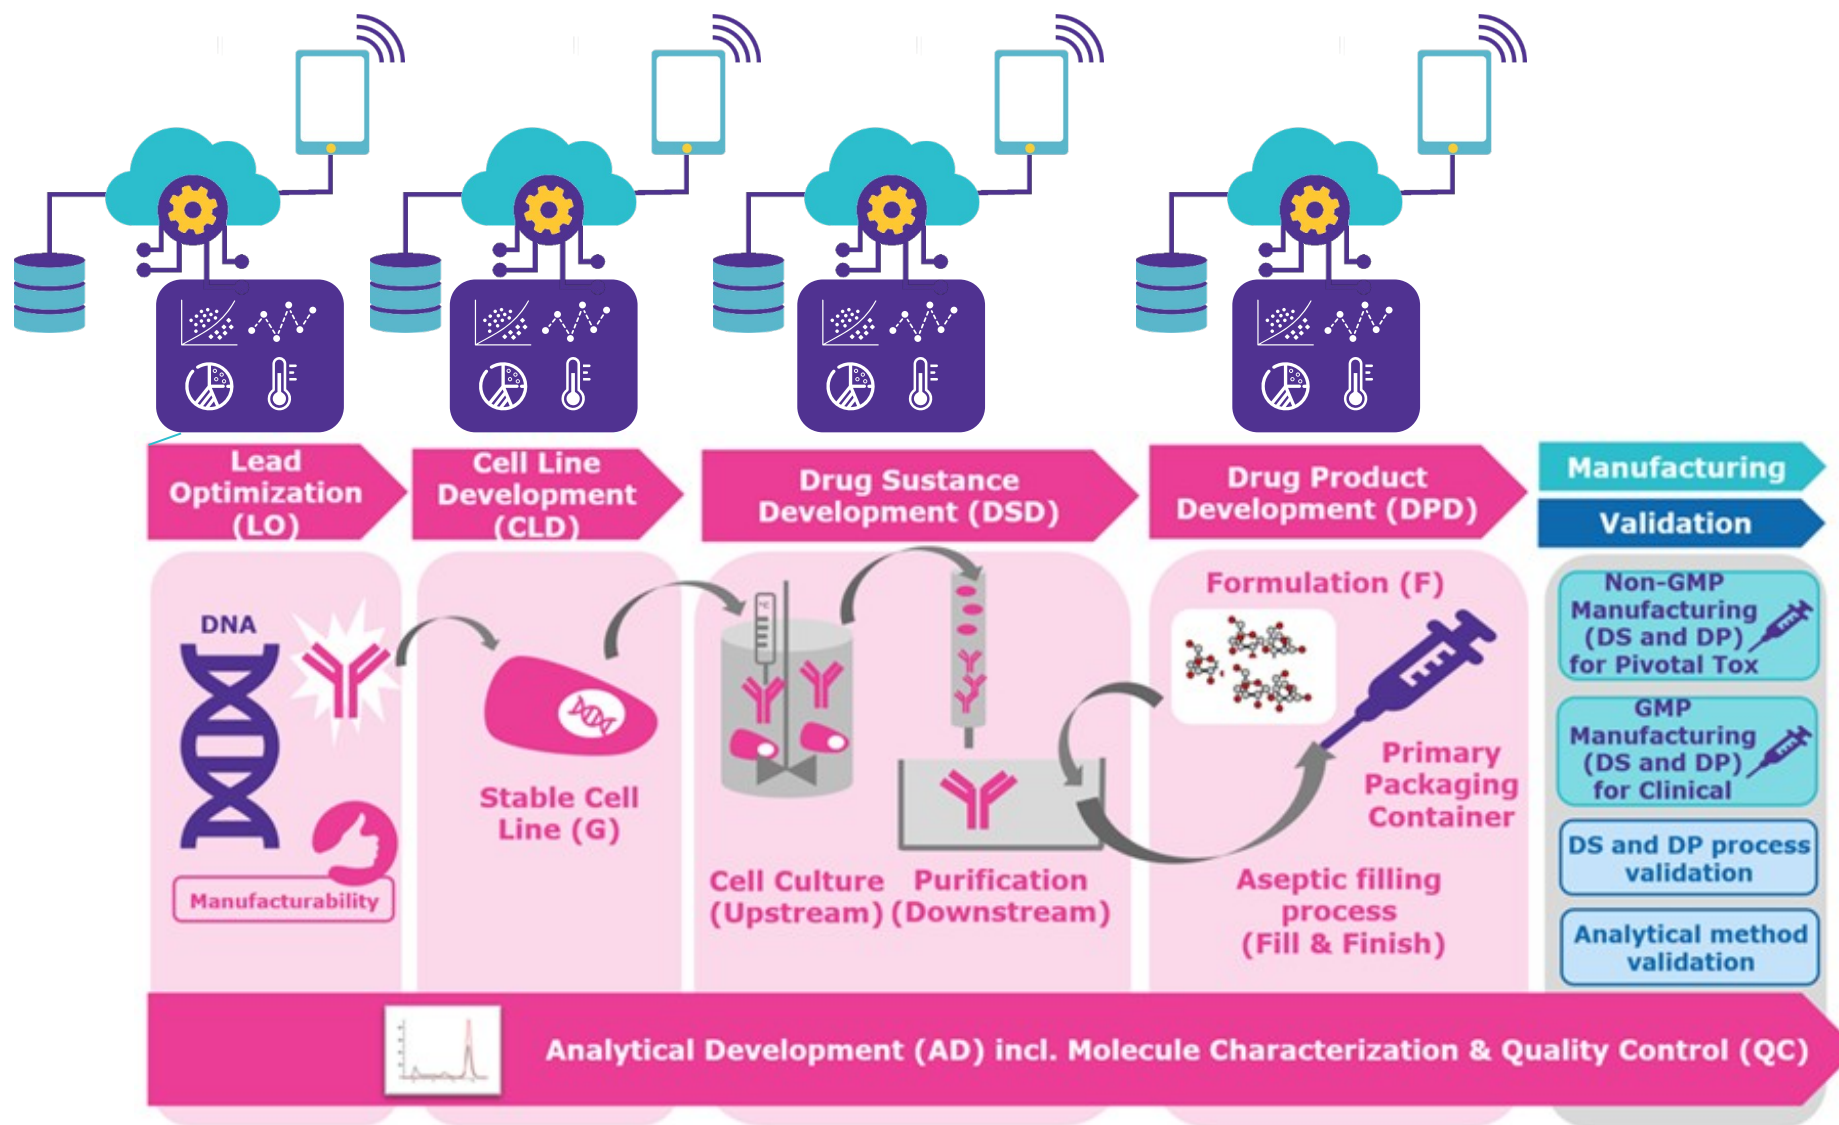 Lead
Optimization
(LO)
Cell Line
Development
(CLD)
Drug Sustance
Development (DSD)
Drug Product
Development (DPD)
Manufacturing
Validation
DNA
Manufacturability
Stable Cell
Line (G)
Cell Culture
(Upstream)
Purification
(Downstream)
Formulation (F)
Primary
Packaging
Container
Aseptic filling
process
(Fill & Finish)
Non-GMP
Manufacturing
(DS and DP)
for Pivotal Tox
GMP
Manufacturing
(DS and DP)
for Clinical
DS and DP process
validation
Analytical method
validation
Analytical Development (AD) incl. Molecule Characterization & Quality Control (QC)